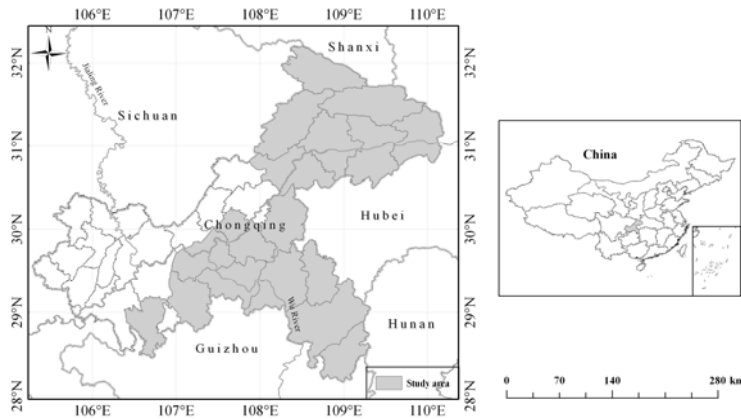 106°E 107°E 108°E 109°E 110°E
N
Shanxi
32°N 32°N
Jialing River
Sichuan
31°N 31°N
China
30°N 30°N
Chongqing
Hubei
29°N 29°N
Wu River
Hunan
Guizhou
Study area
28°N 28°N
0 70 140 280 km
106°E 107°E 108°E 109°E 110°E